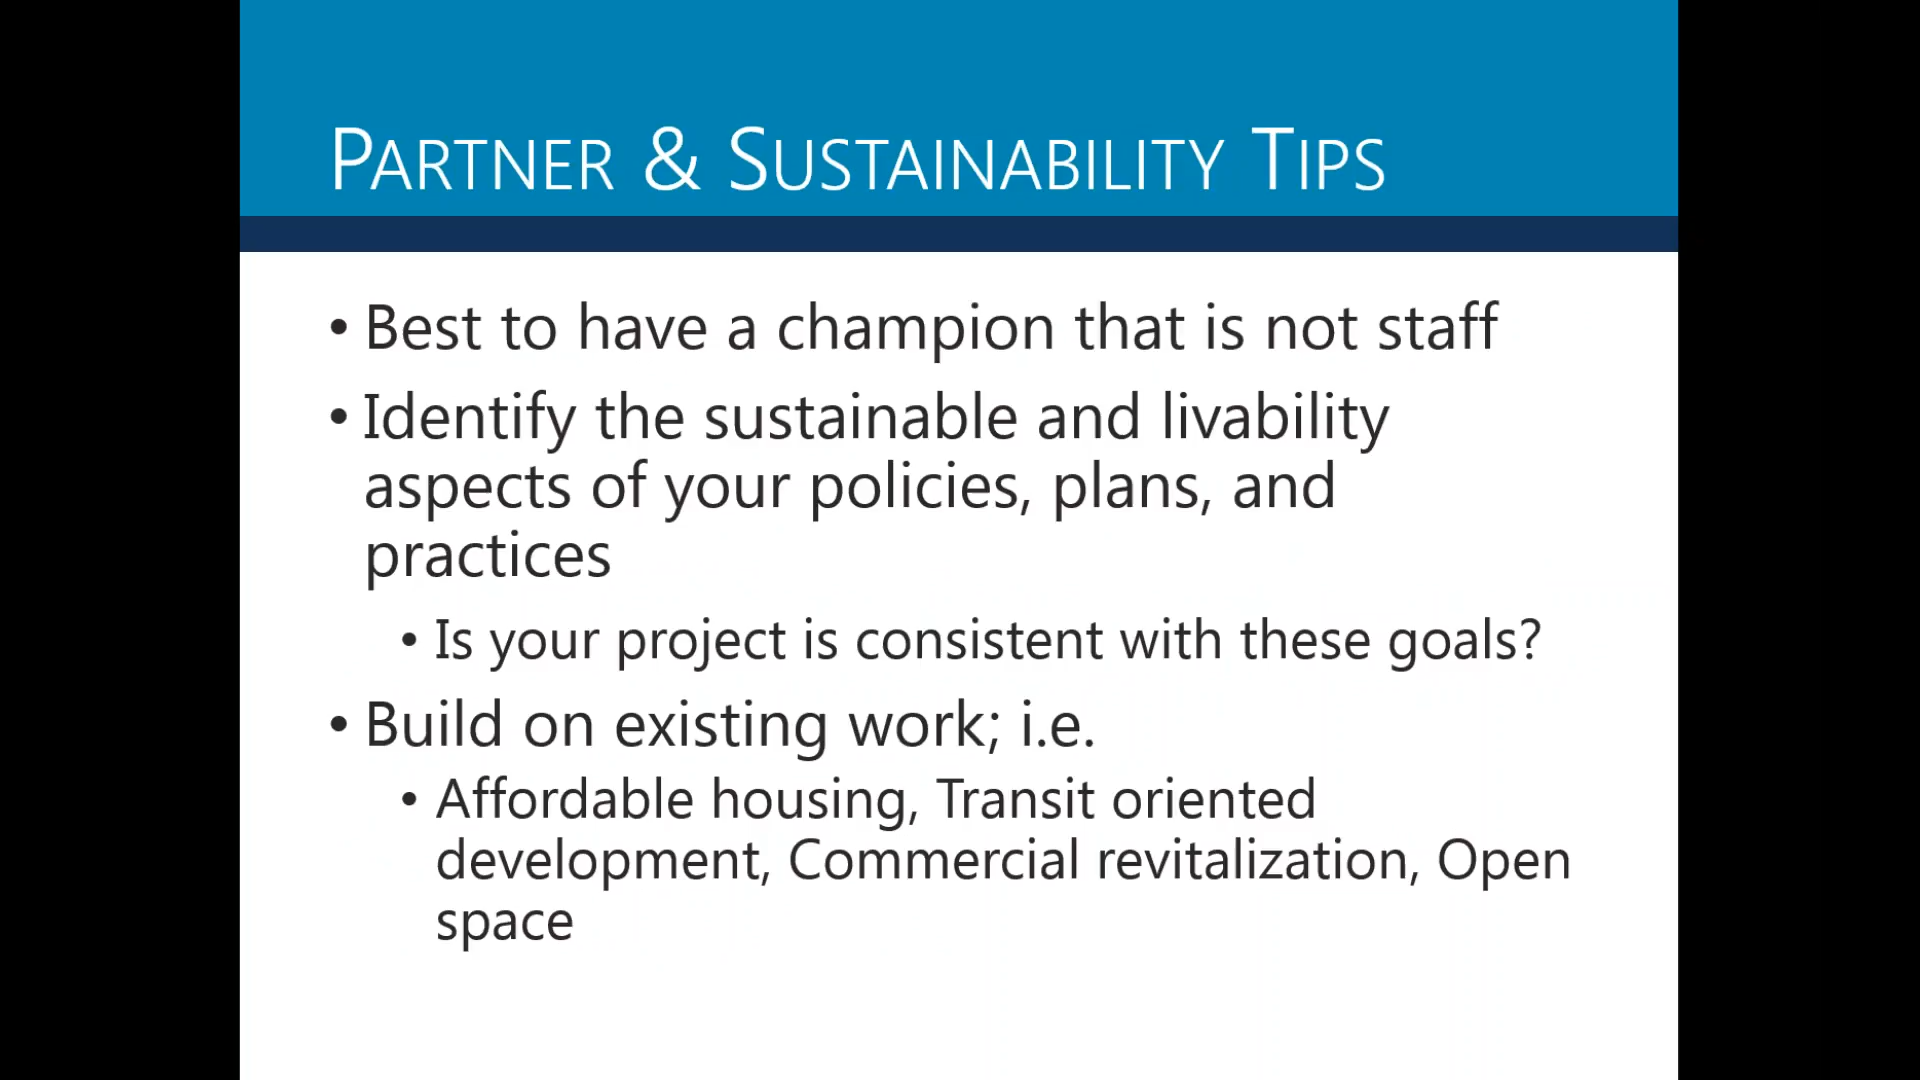 PARTNER & SUSTAINABILITY TIPS
• Best to have a champion that is not staff
• Identify the sustainable and livability
aspects of your policies, plans, and
practices
• Is your project is consistent with these goals?
• Build on existing work; i.e.
• Affordable housing, Transit oriented
development, Commercial revitalization, Open
space